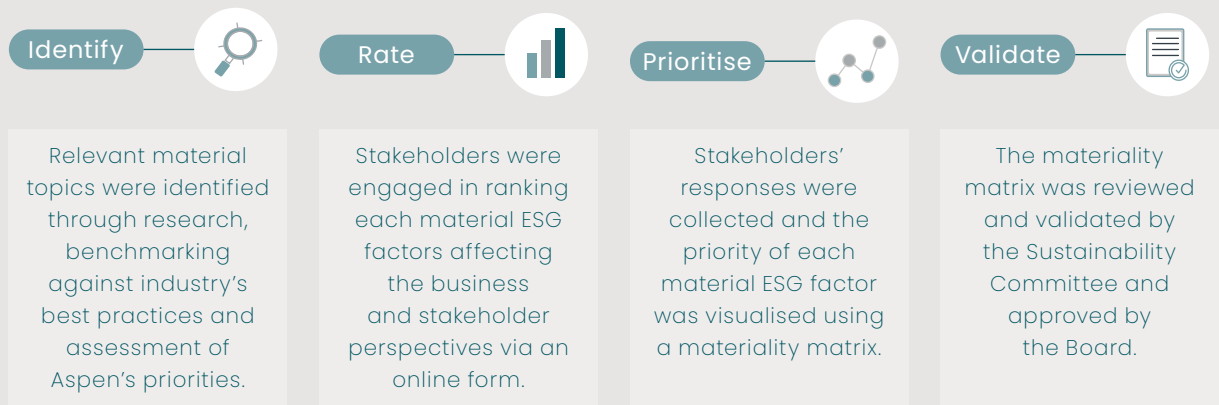 Identify
Relevant material
topics were identified
through research,
benchmarking
against industry’s
best practices and
assessment of
Aspen’s priorities.
Rate
Stakeholders were
engaged in ranking
each material ESG
factors affecting
the business
and stakeholder
perspectives via an
online form.
Prioritise
Stakeholders’
responses were
collected and the
priority of each
material ESG factor
was visualised using
a materiality matrix.
Validate
The materiality
matrix was reviewed
and validated by
the Sustainability
Committee and
approved by
the Board.